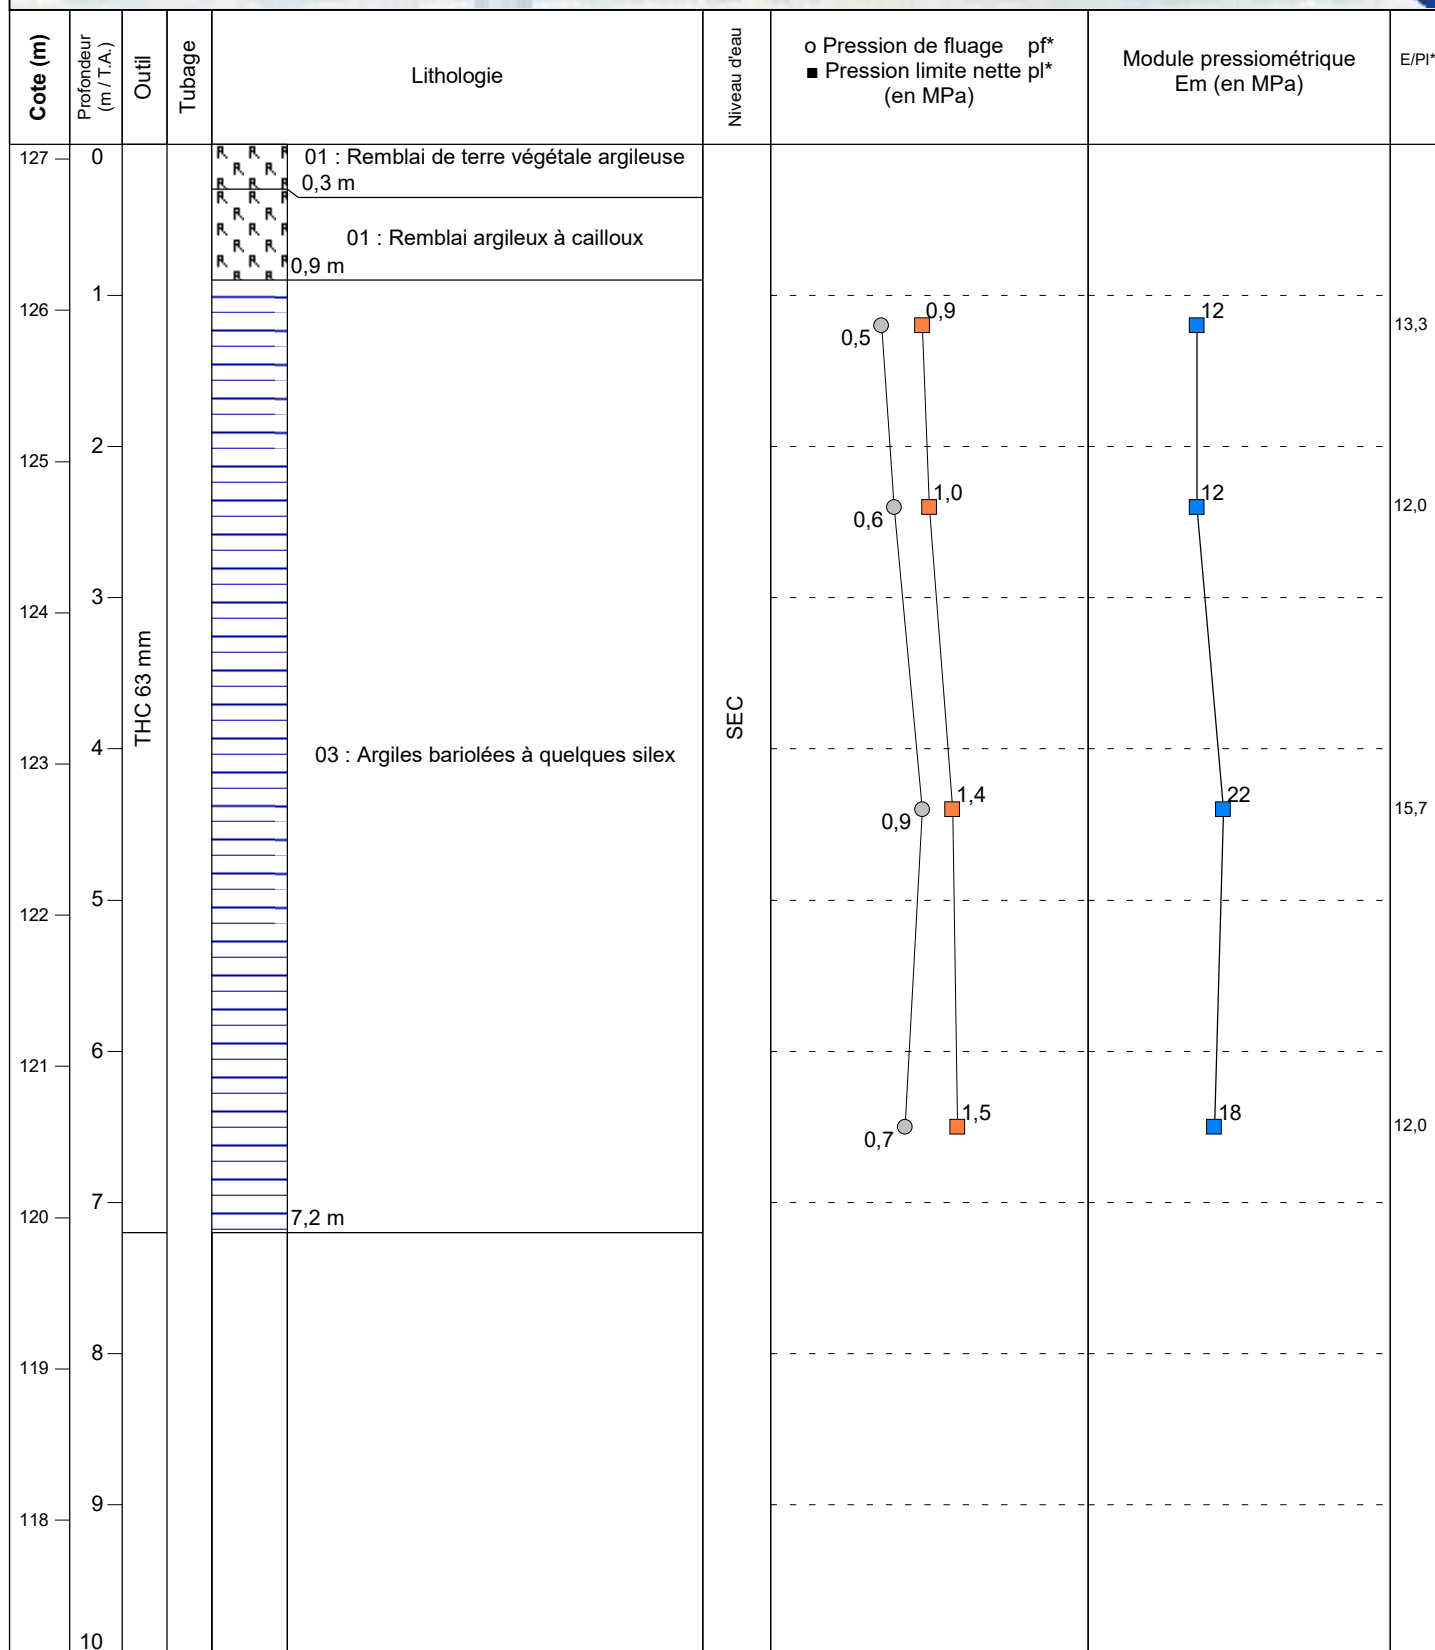 Cote (m)
Profondeur
(m / T.A.)
Outil
Tubage
Lithologie
Niveau d'eau
o Pression de fluage pf*
■ Pression limite nette pl*
(en MPa)
Module pressiométrique
Em (en MPa)
E/Pl*
127
0
01 : Remblai de terre végétale argileuse
0,3 m
01 : Remblai argileux à cailloux
0,9 m
1
126
0,5
0,9
12
13,3
2
125
0,6
1,0
12
12,0
3
124
THC 63 mm
SEC
4
123
03 : Argiles bariolées à quelques silex
0,9
1,4
22
15,7
5
122
6
121
0,7
1,5
18
12,0
7
120
7,2 m
8
119
9
118
10